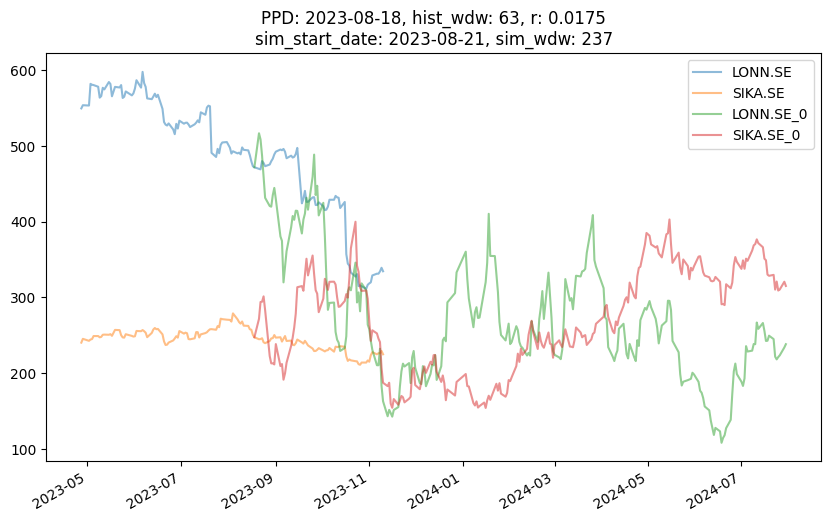 PPD: 2023-08-18, hist_wdw: 63, r: 0.0175
sim_start_date: 2023-08-21, sim_wdw: 237
LONN.SE
SIKA.SE
LONN.SE_0
SIKA.SE_0
600
500
400
300
200
100
2023-05
2023-07
2023-09
2023-11
2024-01
2024-03
2024-05
2024-07